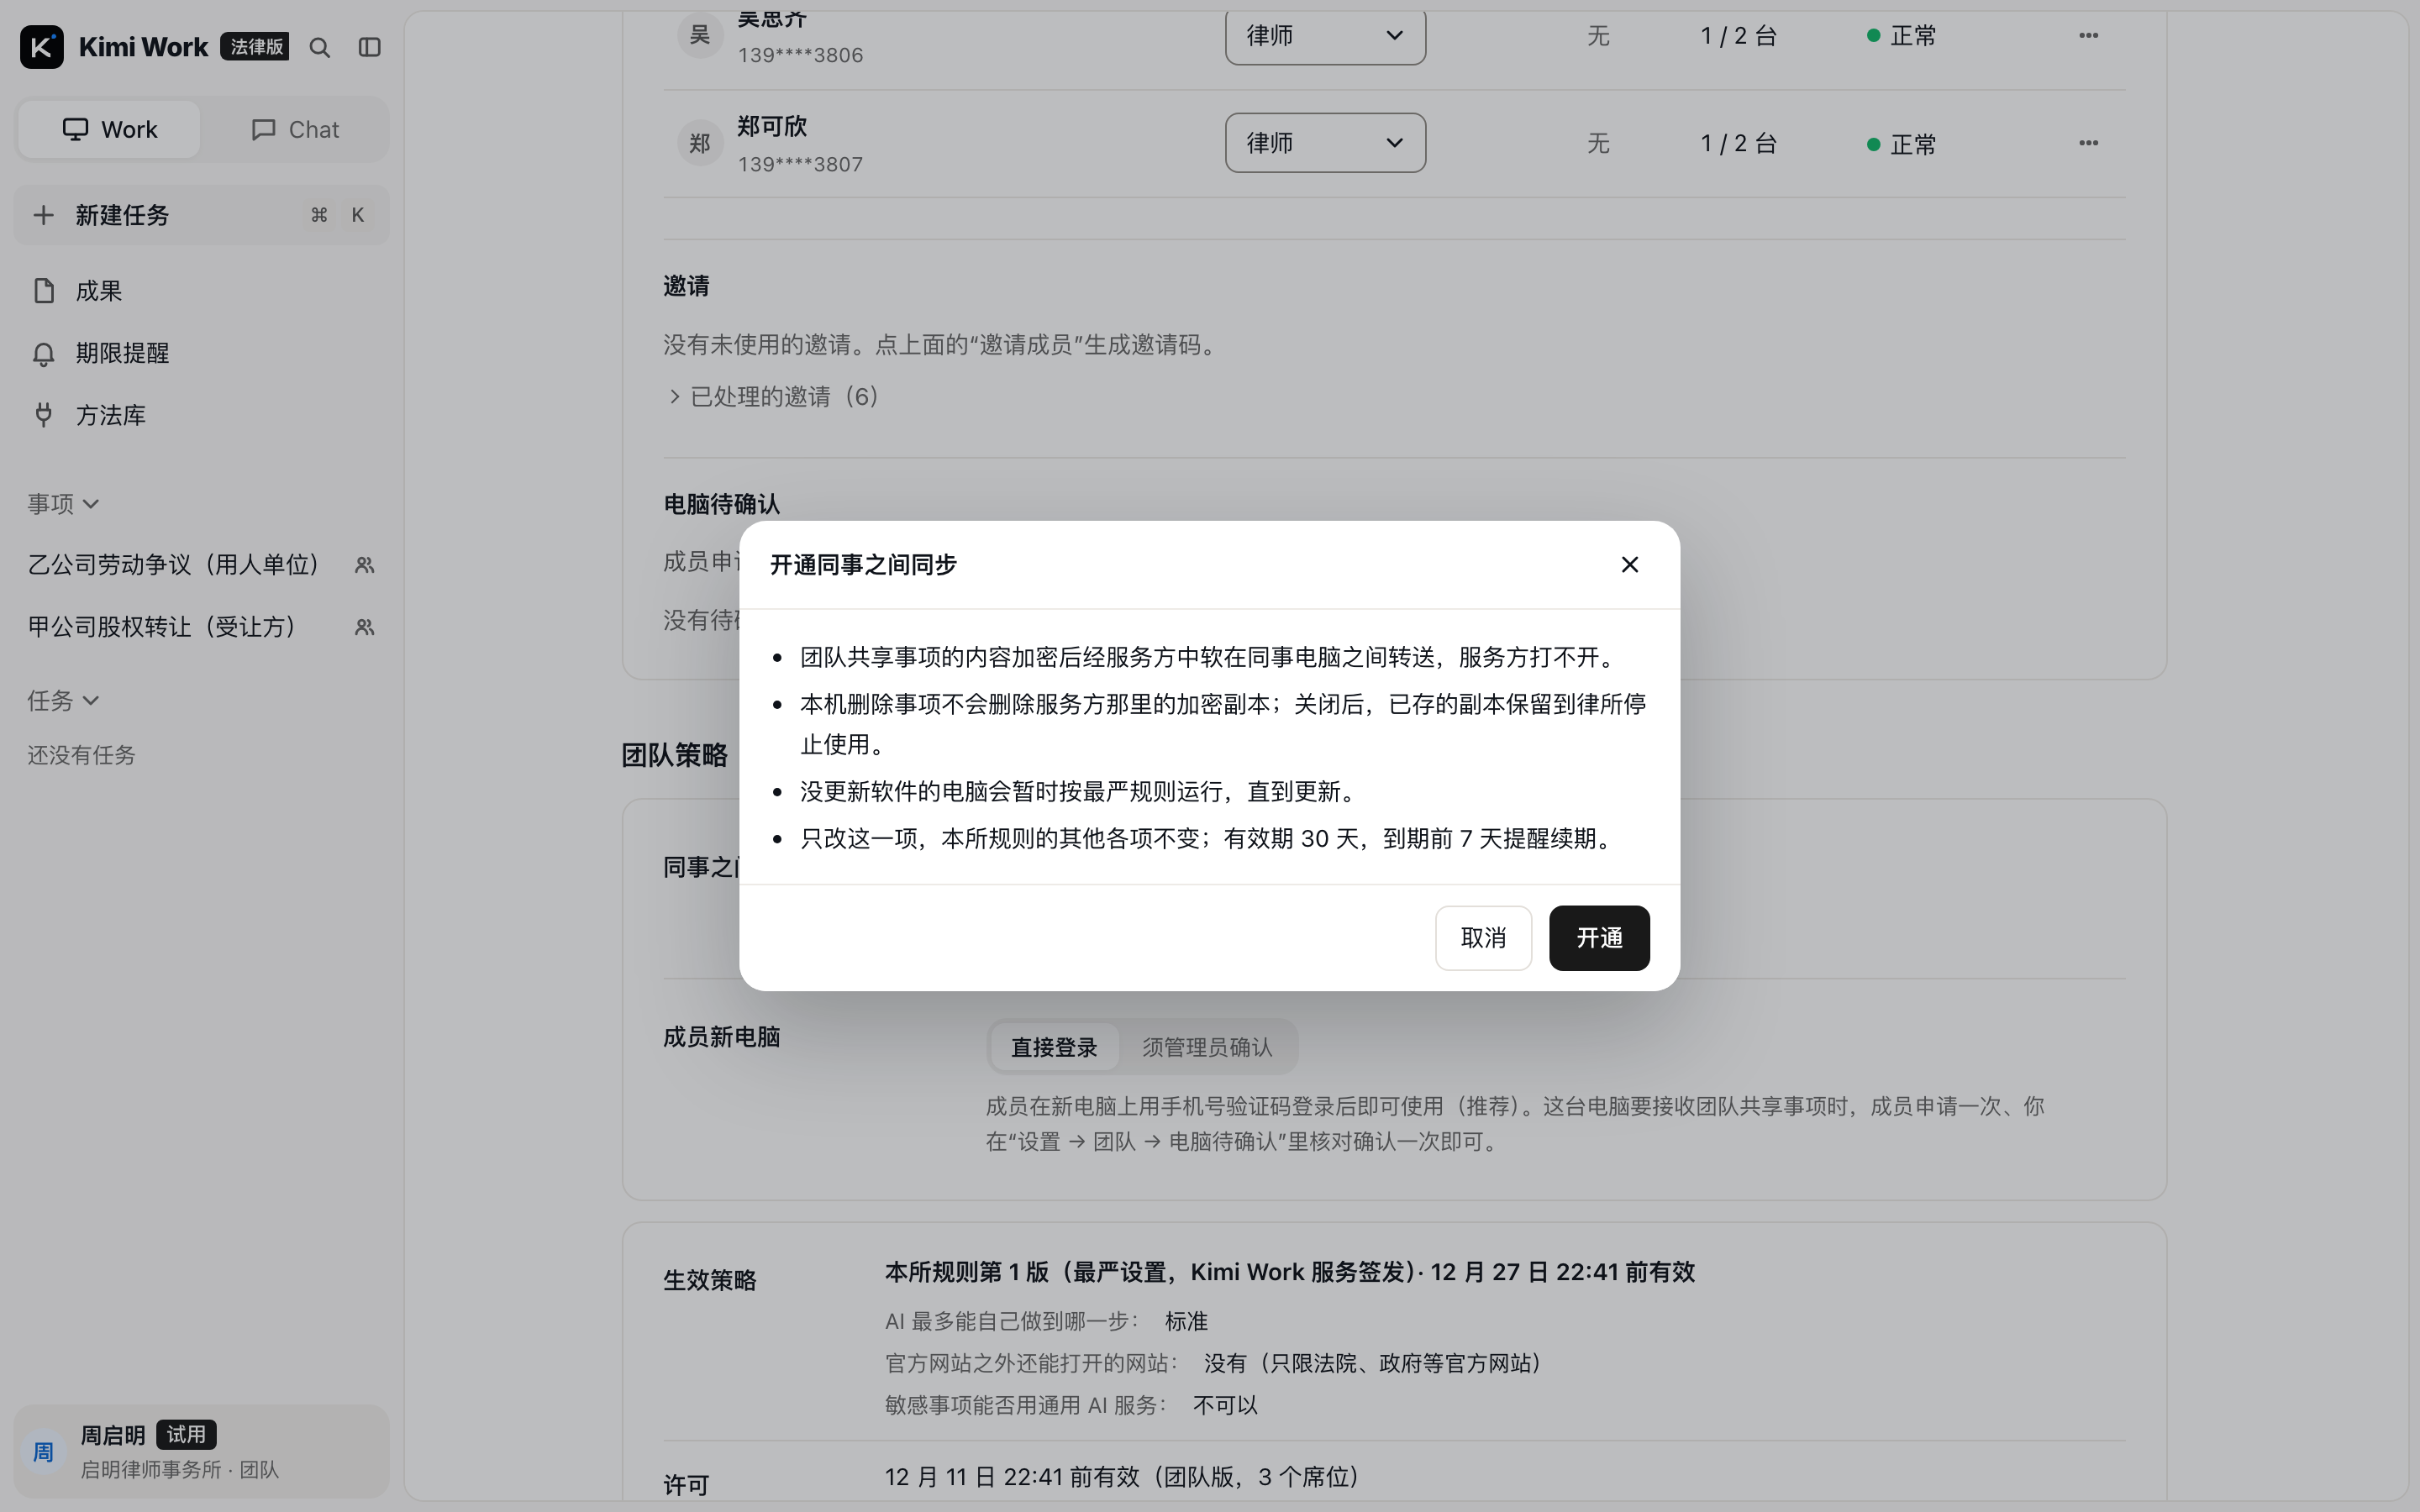 Kimi Work 法律版
Work
Chat
新建任务 ⌘ K
成果
期限提醒
方法库
事项
乙公司劳动争议（用人单位）
甲公司股权转让（受让方）
任务
还没有任务
周 周启明 试用
启明律师事务所 · 团队
吴 吴思齐 律师 无 1 / 2 台 正常
139****3806
郑 郑可欣 律师 无 1 / 2 台 正常
139****3807
邀请
没有未使用的邀请。点上面的“邀请成员”生成邀请码。
已处理的邀请（6）
电脑待确认
成员申
没有待
开通同事之间同步
• 团队共享事项的内容加密后经服务方中软在同事电脑之间转送，服务方打不开。
• 本机删除事项不会删除服务方那里的加密副本；关闭后，已存的副本保留到律所停
止使用。
• 没更新软件的电脑会暂时按最严规则运行，直到更新。
• 只改这一项，本所规则的其他各项不变；有效期 30 天，到期前 7 天提醒续期。
取消
开通
团队策略
同事之
成员新电脑
直接登录
须管理员确认
成员在新电脑上用手机号验证码登录后即可使用（推荐）。这台电脑要接收团队共享事项时，成员申请一次、你
在“设置 → 团队 → 电脑待确认”里核对确认一次即可。
生效策略
本所规则第 1 版（最严设置，Kimi Work 服务签发）· 12 月 27 日 22:41 前有效
AI 最多能自己做到哪一步： 标准
官方网站之外还能打开的网站： 没有（只限法院、政府等官方网站）
敏感事项能否用通用 AI 服务： 不可以
许可
12 月 11 日 22:41 前有效（团队版，3 个席位）